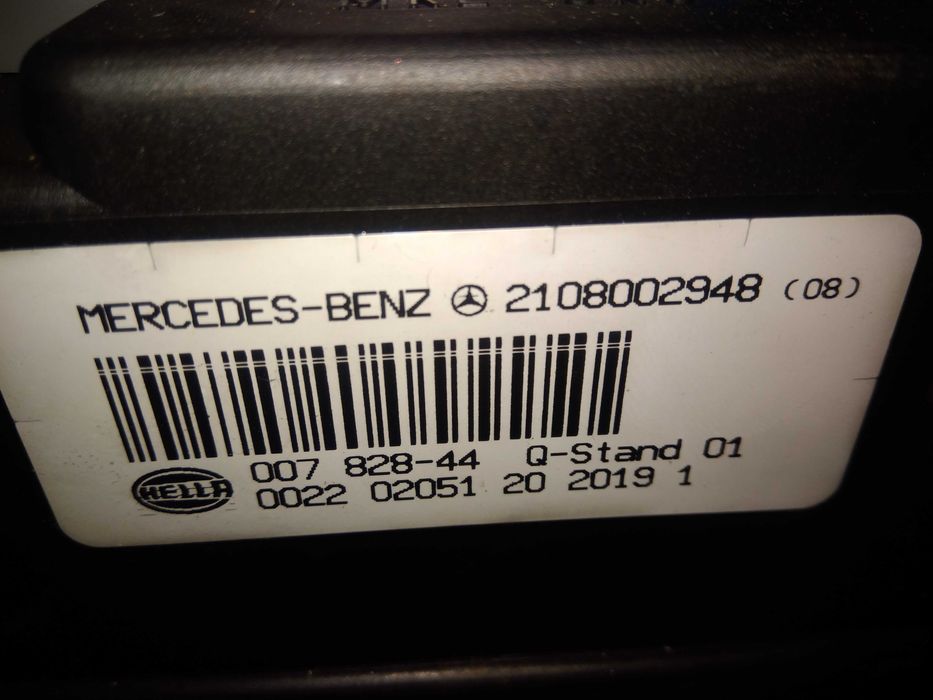 MERCEDES-BENZ 2108002948 (08)
007 828-44 Q-Stand 01
HELLA
0022 02051 20 2019 1